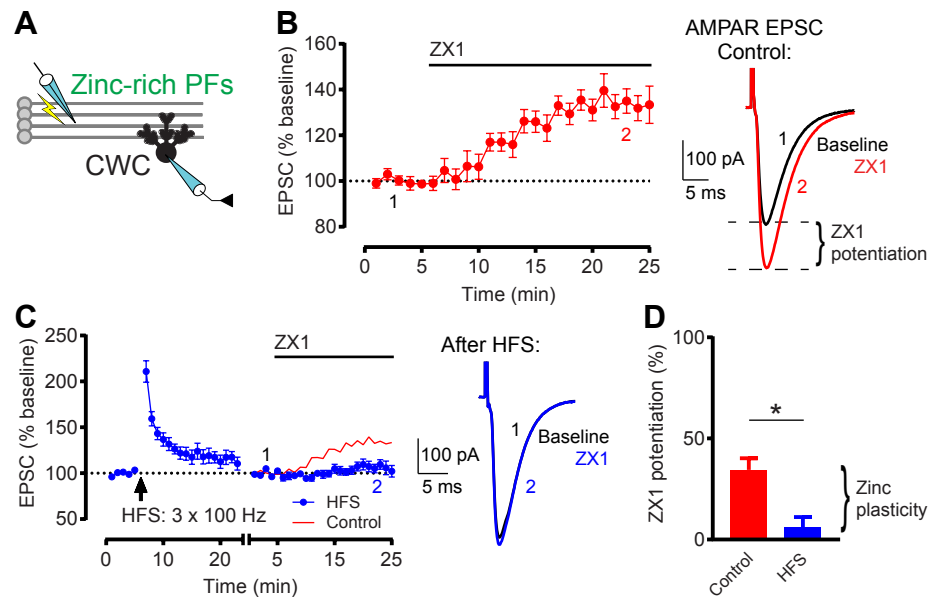 A
Zinc-rich PFs
CWC
B
ZX1
EPSC (% baseline)
160
140
120
100
80
1
2
0
5
10
15
20
25
Time (min)
AMPAR EPSC
Control:
100 pA
5 ms
1
Baseline
ZX1
2
ZX1
potentiation
C
ZX1
EPSC (% baseline)
250
200
150
100
50
1
2
HFS
Control
HFS: 3 x 100 Hz
0
10
20
5
10
15
20
25
Time (min)
After HFS:
100 pA
5 ms
1
Baseline
ZX1
2
D
ZX1 potentiation (%)
100
50
0
*
Zinc
plasticity
Control
HFS